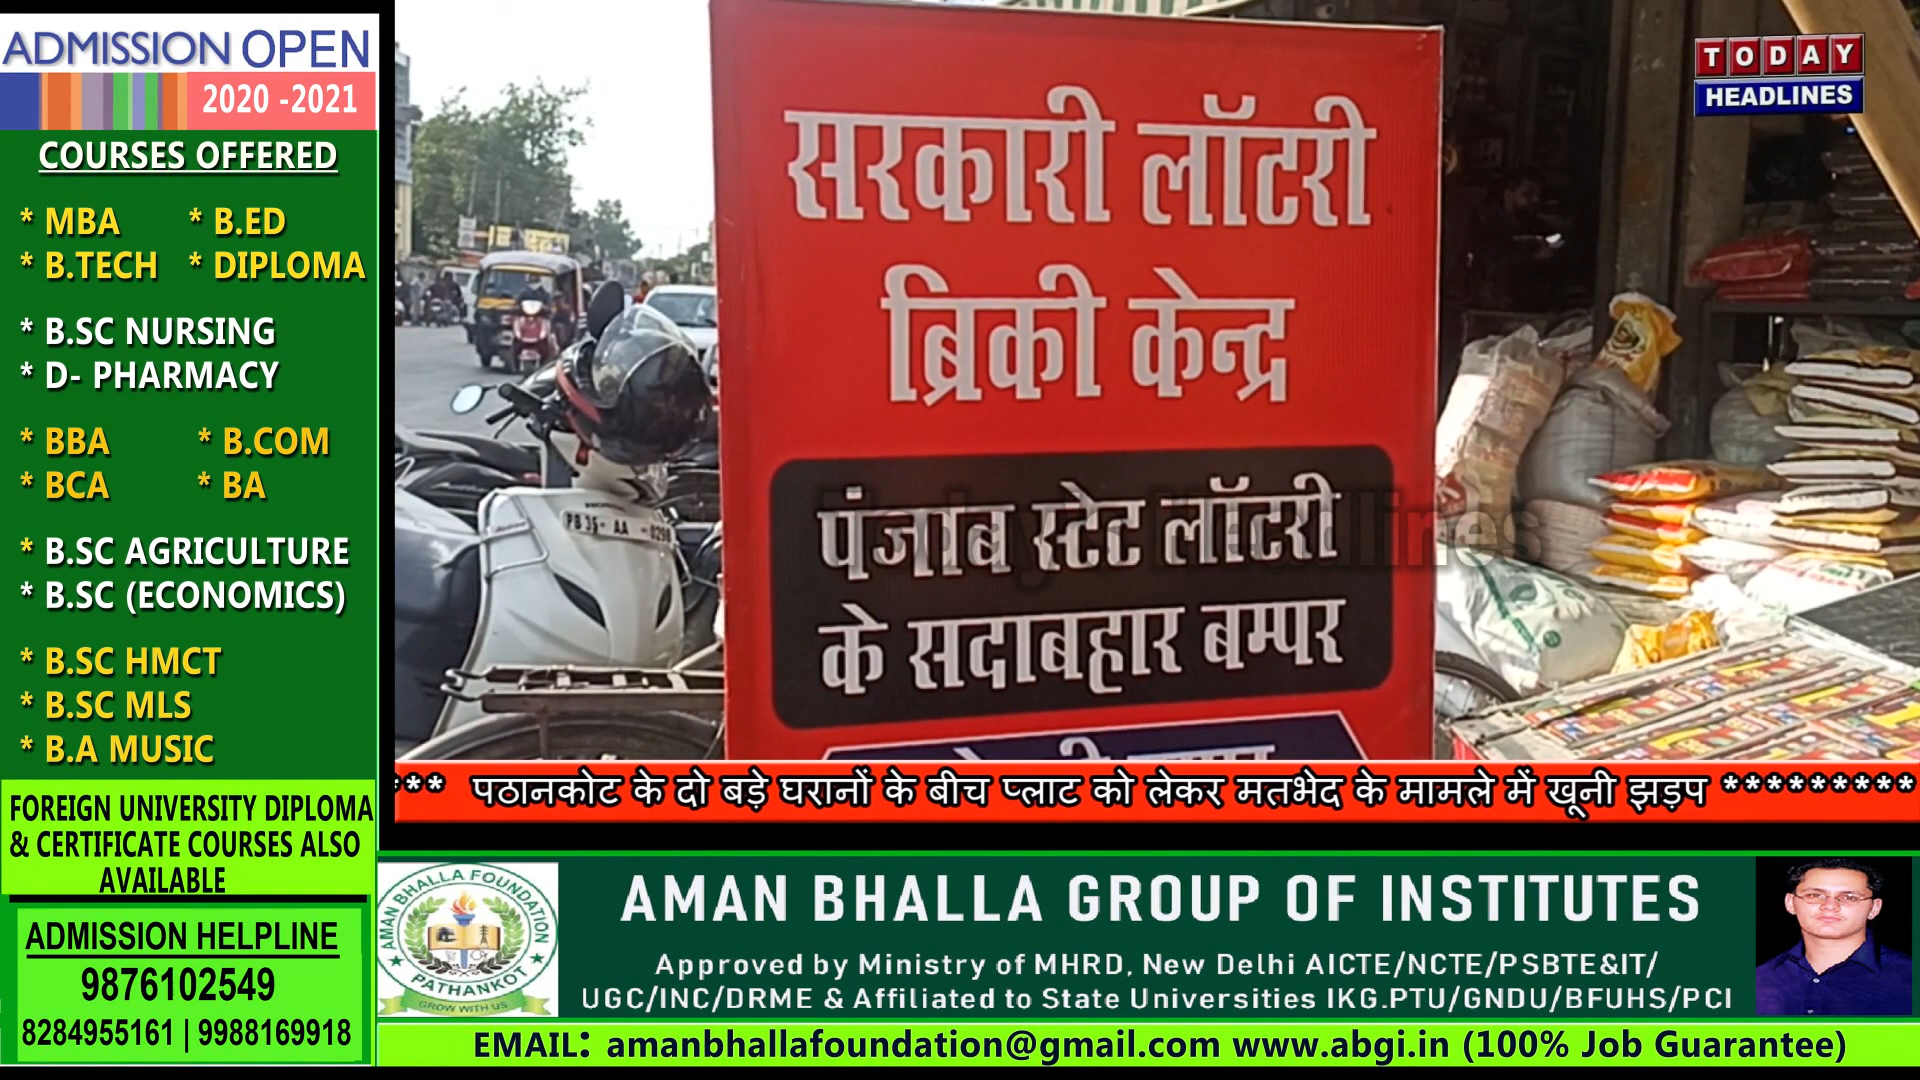 ADMISSION OPEN
2020 -2021
COURSES OFFERED
* MBA * B.ED
* B.TECH * DIPLOMA
* B.SC NURSING
* D- PHARMACY
* BBA * B.COM
* BCA * BA
* B.SC AGRICULTURE
* B.SC (ECONOMICS)
* B.SC HMCT
* B.SC MLS
* B.A MUSIC
FOREIGN UNIVERSITY DIPLOMA
& CERTIFICATE COURSES ALSO
AVAILABLE
ADMISSION HELPLINE
9876102549
8284955161 | 9988169918
TODAY
HEADLINES
सरकारी लॉटरी
ब्रिकी केन्द्र
पंजाब स्टेट लॉटरी
के सदाबहार बम्पर
Today Headlines
PB 35- AA -0298
*** पठानकोट के दो बड़े घरानों के बीच प्लाट को लेकर मतभेद के मामले में खूनी झड़प *********
AMAN BHALLA FOUNDATION
PATHANKOT
GROW WITH US
AMAN BHALLA GROUP OF INSTITUTES
Approved by Ministry of MHRD, New Delhi AICTE/NCTE/PSBTE&IT/
UGC/INC/DRME & Affiliated to State Universities IKG.PTU/GNDU/BFUHS/PCI
EMAIL: amanbhallafoundation@gmail.com www.abgi.in (100% Job Guarantee)